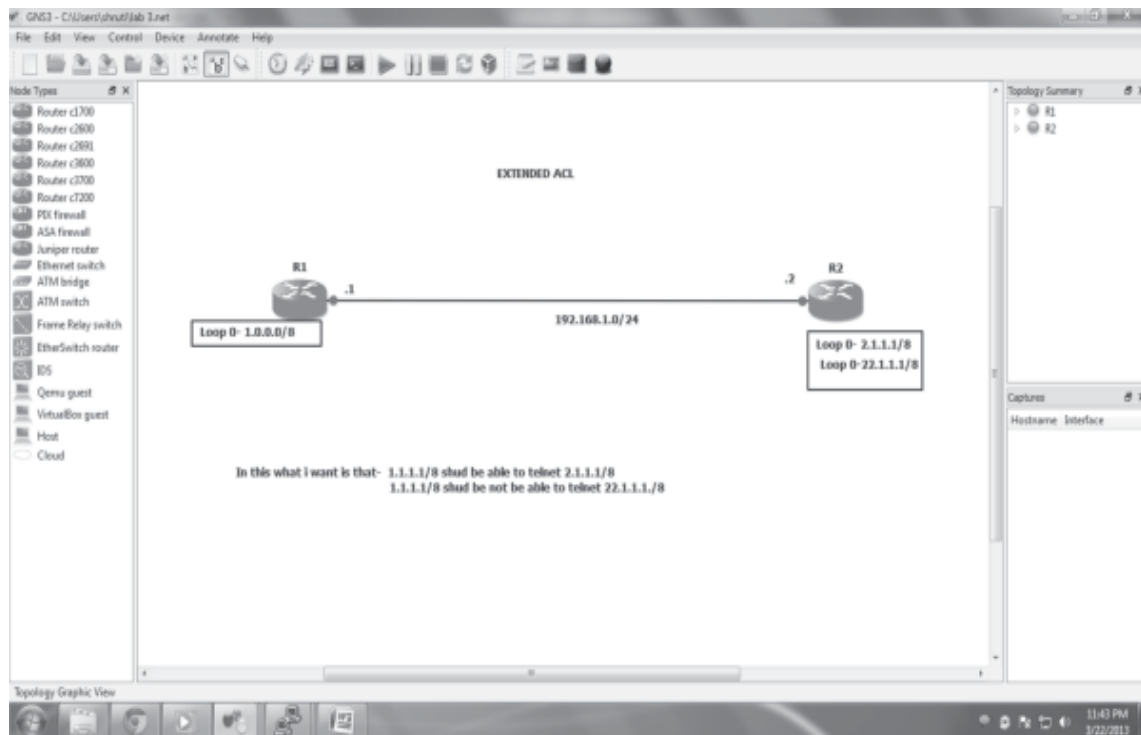 GNS3 - C:\Users\shruti\lab 3.net
File Edit View Control Device Annotate Help
Node Types
Router c1700
Router c2600
Router c2691
Router c3600
Router c3700
Router c7200
PIX firewall
ASA firewall
Juniper router
Ethernet switch
ATM bridge
ATM switch
Frame Relay switch
EtherSwitch router
IDS
Qemu guest
VirtualBox guest
Host
Cloud
EXTENDED ACL
R1
.1
Loop 0- 1.0.0.0/8
192.168.1.0/24
R2
.2
Loop 0- 2.1.1.1/8
Loop 0-22.1.1.1/8
In this what i want is that- 1.1.1.1/8 shud be able to telnet 2.1.1.1/8
1.1.1.1/8 shud be not be able to telnet 22.1.1.1./8
Topology Summary
R1
R2
Captures
Hostname Interface
Topology Graphic View
11:43 PM
3/22/2013